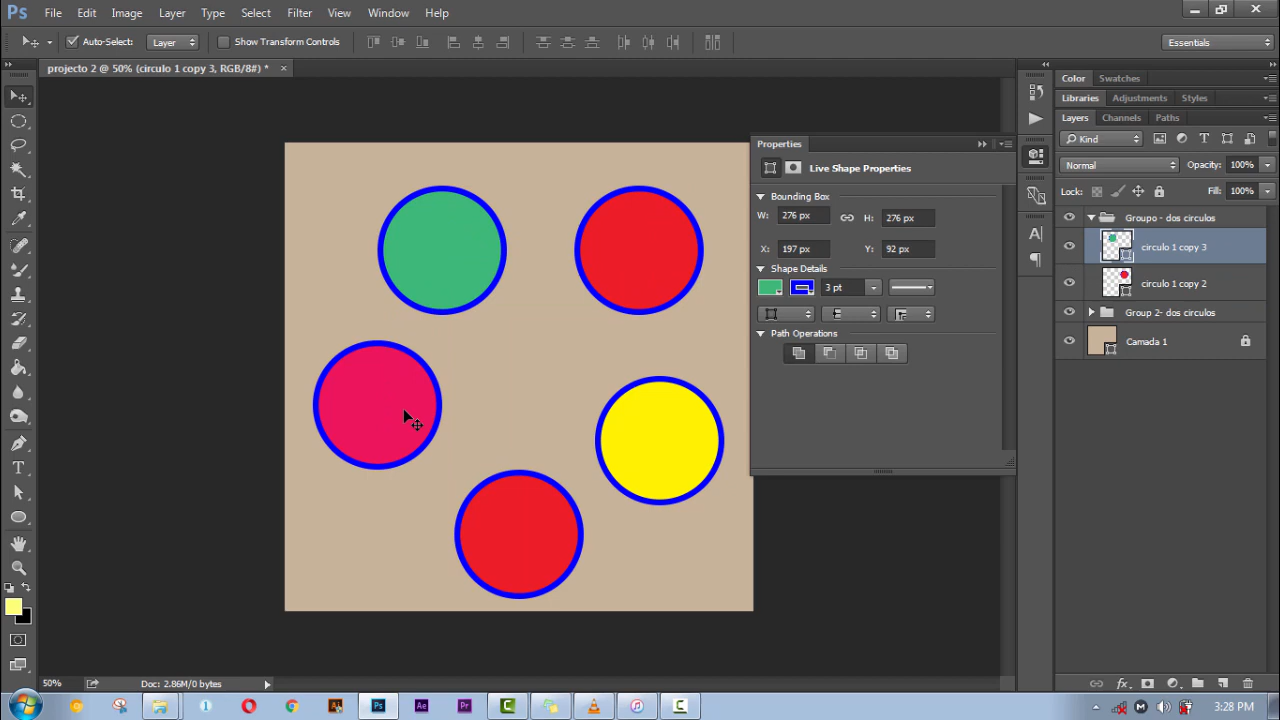 Ps File Edit Image Layer Type Select Filter View Window Help
Auto-Select: Layer Show Transform Controls Essentials
projecto 2 @ 50% (circulo 1 copy 3, RGB/8#) * ×
Color Swatches
Libraries Adjustments Styles
Layers Channels Paths
Kind
Normal Opacity: 100%
Lock: Fill: 100%
Groupo - dos circulos
circulo 1 copy 3
circulo 1 copy 2
Group 2- dos circulos
Camada 1
Properties
Live Shape Properties
Bounding Box
W: 276 px H: 276 px
X: 197 px Y: 92 px
Shape Details
3 pt
Path Operations
50% Doc: 2.86M/0 bytes
Ai Ps Ae Pr C C M 3:28 PM